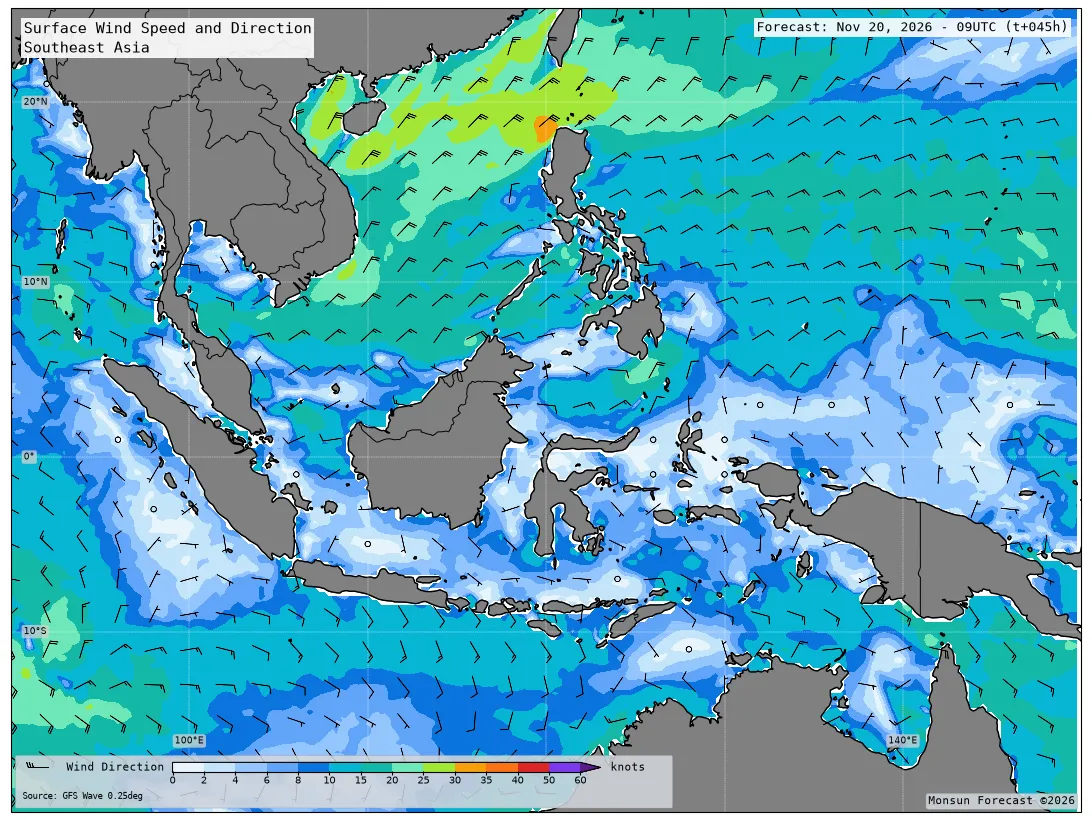 Surface Wind Speed and Direction
Southeast Asia
Forecast: Nov 20, 2026 - 09UTC (t+045h)
20°N
10°N
0°
10°S
100°E
140°E
Wind Direction
0 2 4 6 8 10 15 20 25 30 35 40 50 60
knots
Source: GFS Wave 0.25deg
Monsun Forecast ©2026